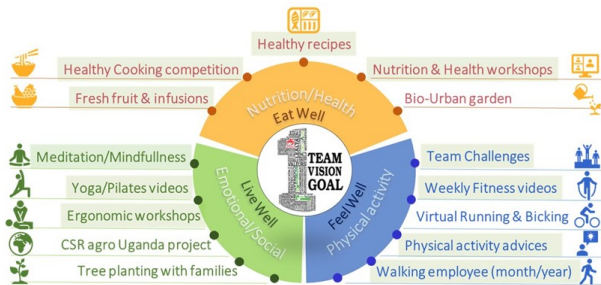 Healthy recipes
Healthy Cooking competition
Nutrition & Health workshops
Fresh fruit & infusions
Bio-Urban garden
Nutrition/Health
Eat Well
Meditation/Mindfullness
Yoga/Pilates videos
Ergonomic workshops
CSR agro Uganda project
Tree planting with families
Emotional/Social
Live Well
1 TEAM
VISION
GOAL
Feel Well
Physical activity
Team Challenges
Weekly Fitness videos
Virtual Running & Bicking
Physical activity advices
Walking employee (month/year)